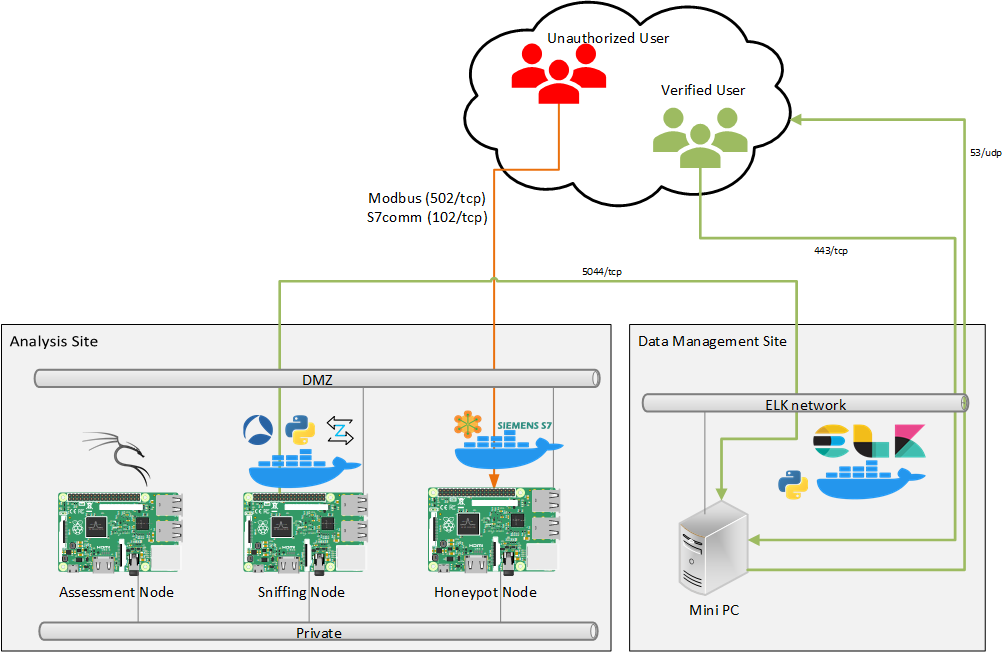 Unauthorized User
Verified User
53/udp
Modbus (502/tcp)
S7comm (102/tcp)
443/tcp
5044/tcp
Analysis Site
Data Management Site
DMZ
ELK network
SIEMENS S7
Z
Assessment Node
Sniffing Node
Honeypot Node
Mini PC
Private